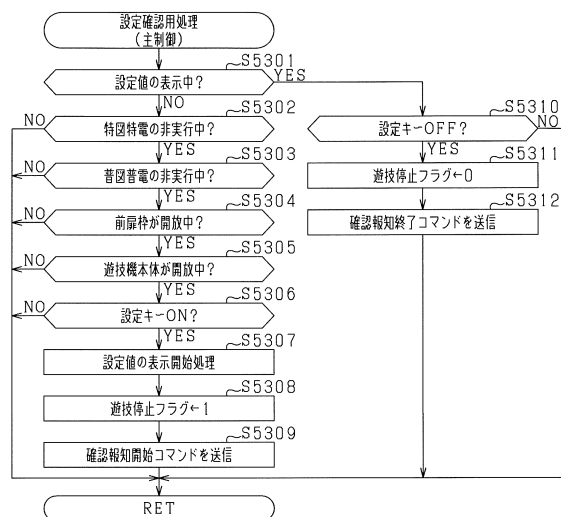 設定確認用処理
(主制御)
S5301
設定値の表示中?
YES
NO
S5302
NO
特図特電の非実行中?
YES
S5303
NO
普図普電の非実行中?
YES
S5304
NO
前扉枠が開放中?
YES
S5305
NO
遊技機本体が開放中?
YES
S5306
NO
設定キーON?
YES
S5307
設定値の表示開始処理
S5308
遊技停止フラグ←1
S5309
確認報知開始コマンドを送信
S5310
設定キーOFF?
NO
YES
S5311
遊技停止フラグ←0
S5312
確認報知終了コマンドを送信
RET